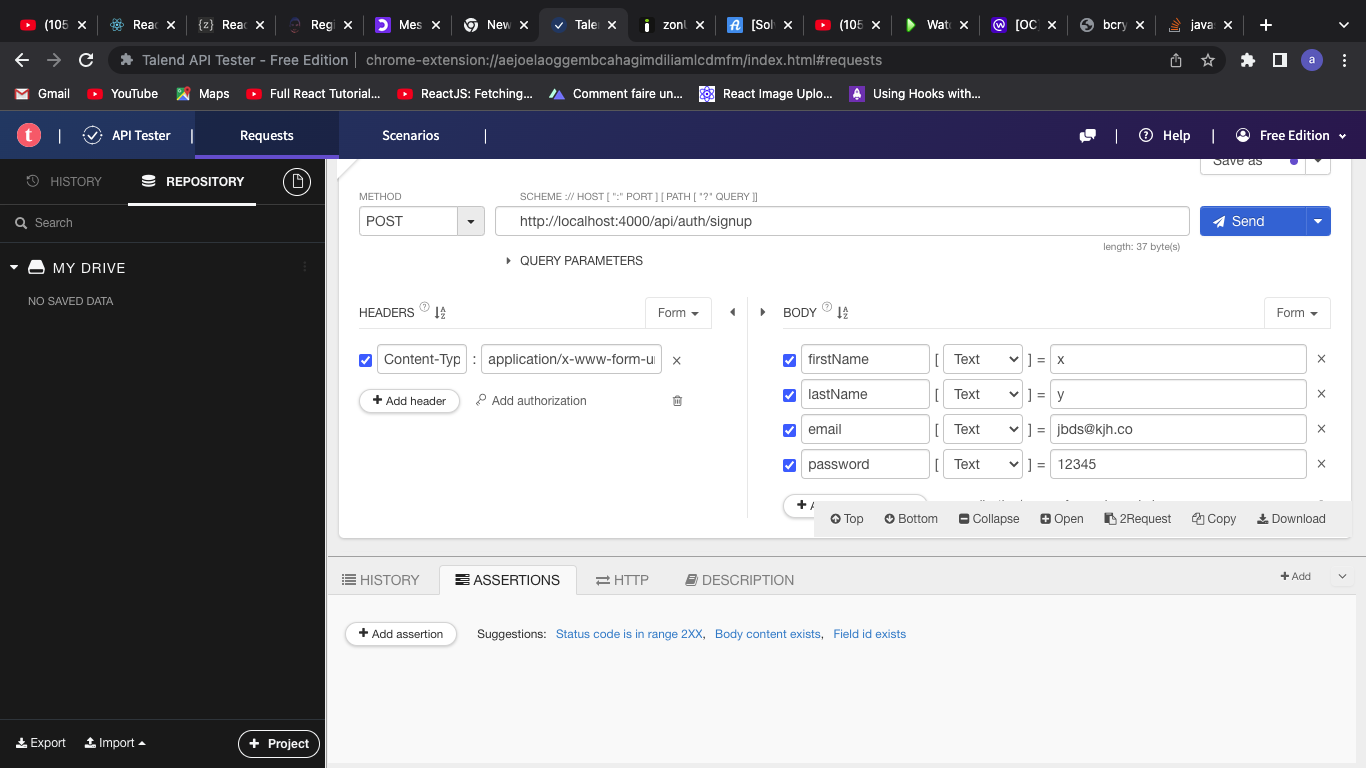 (105 Reac Reac Regi Mes New Tale zonU [Sol (105 Watc [OC] bcry java
Talend API Tester - Free Edition chrome-extension://aejoelaoggembcahagimdiliamlcdmfm/index.html#requests a
Gmail YouTube Maps Full React Tutorial... ReactJS: Fetching... Comment faire un... React Image Uplo... Using Hooks with...
t | API Tester | Requests Scenarios | | Help | Free Edition
HISTORY REPOSITORY Save as
METHOD SCHEME :// HOST [ ":" PORT ] [ PATH [ "?" QUERY ]]
Search POST http://localhost:4000/api/auth/signup Send
length: 37 byte(s)
MY DRIVE QUERY PARAMETERS
NO SAVED DATA
HEADERS ? Form BODY ? Form
Content-Typ : application/x-www-form-u firstName [ Text ] = x
Add header Add authorization lastName [ Text ] = y
email [ Text ] = jbds@kjh.co
password [ Text ] = 12345
Top Bottom Collapse Open 2Request Copy Download
HISTORY ASSERTIONS HTTP DESCRIPTION Add
Add assertion Suggestions: Status code is in range 2XX, Body content exists, Field id exists
Export Import + Project